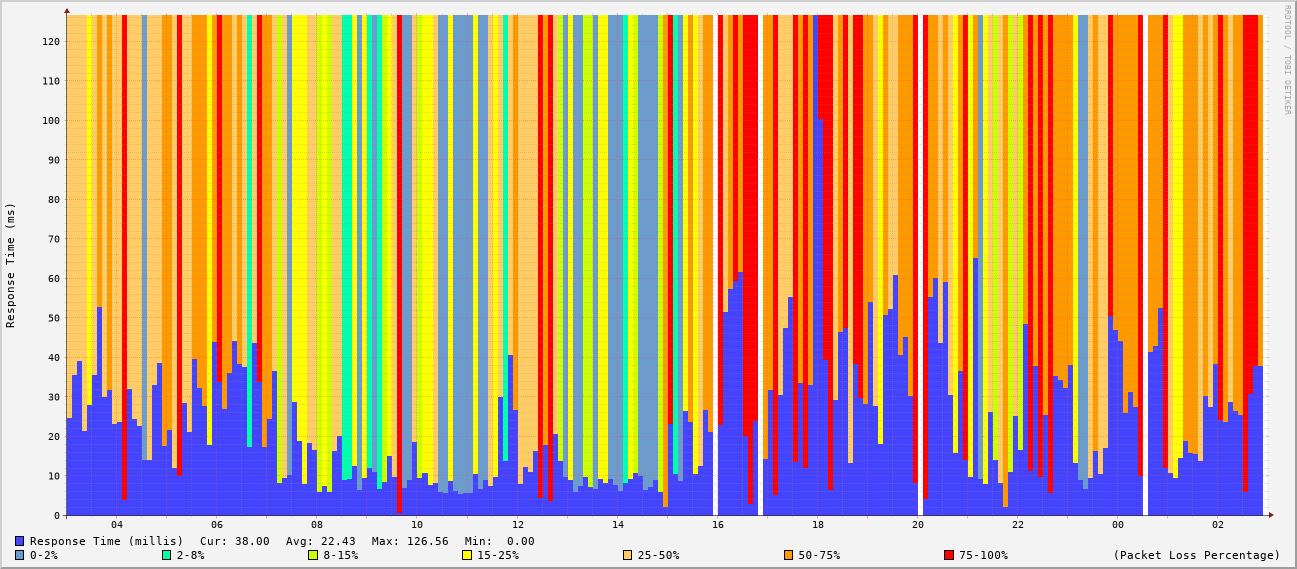 RRDTOOL / TOBI OETIKER
Response Time (ms)
120
110
100
90
80
70
60
50
40
30
20
10
0
04 06 08 10 12 14 16 18 20 22 00 02
Response Time (millis) Cur: 38.00 Avg: 22.43 Max: 126.56 Min: 0.00
0-2% 2-8% 8-15% 15-25% 25-50% 50-75% 75-100% (Packet Loss Percentage)